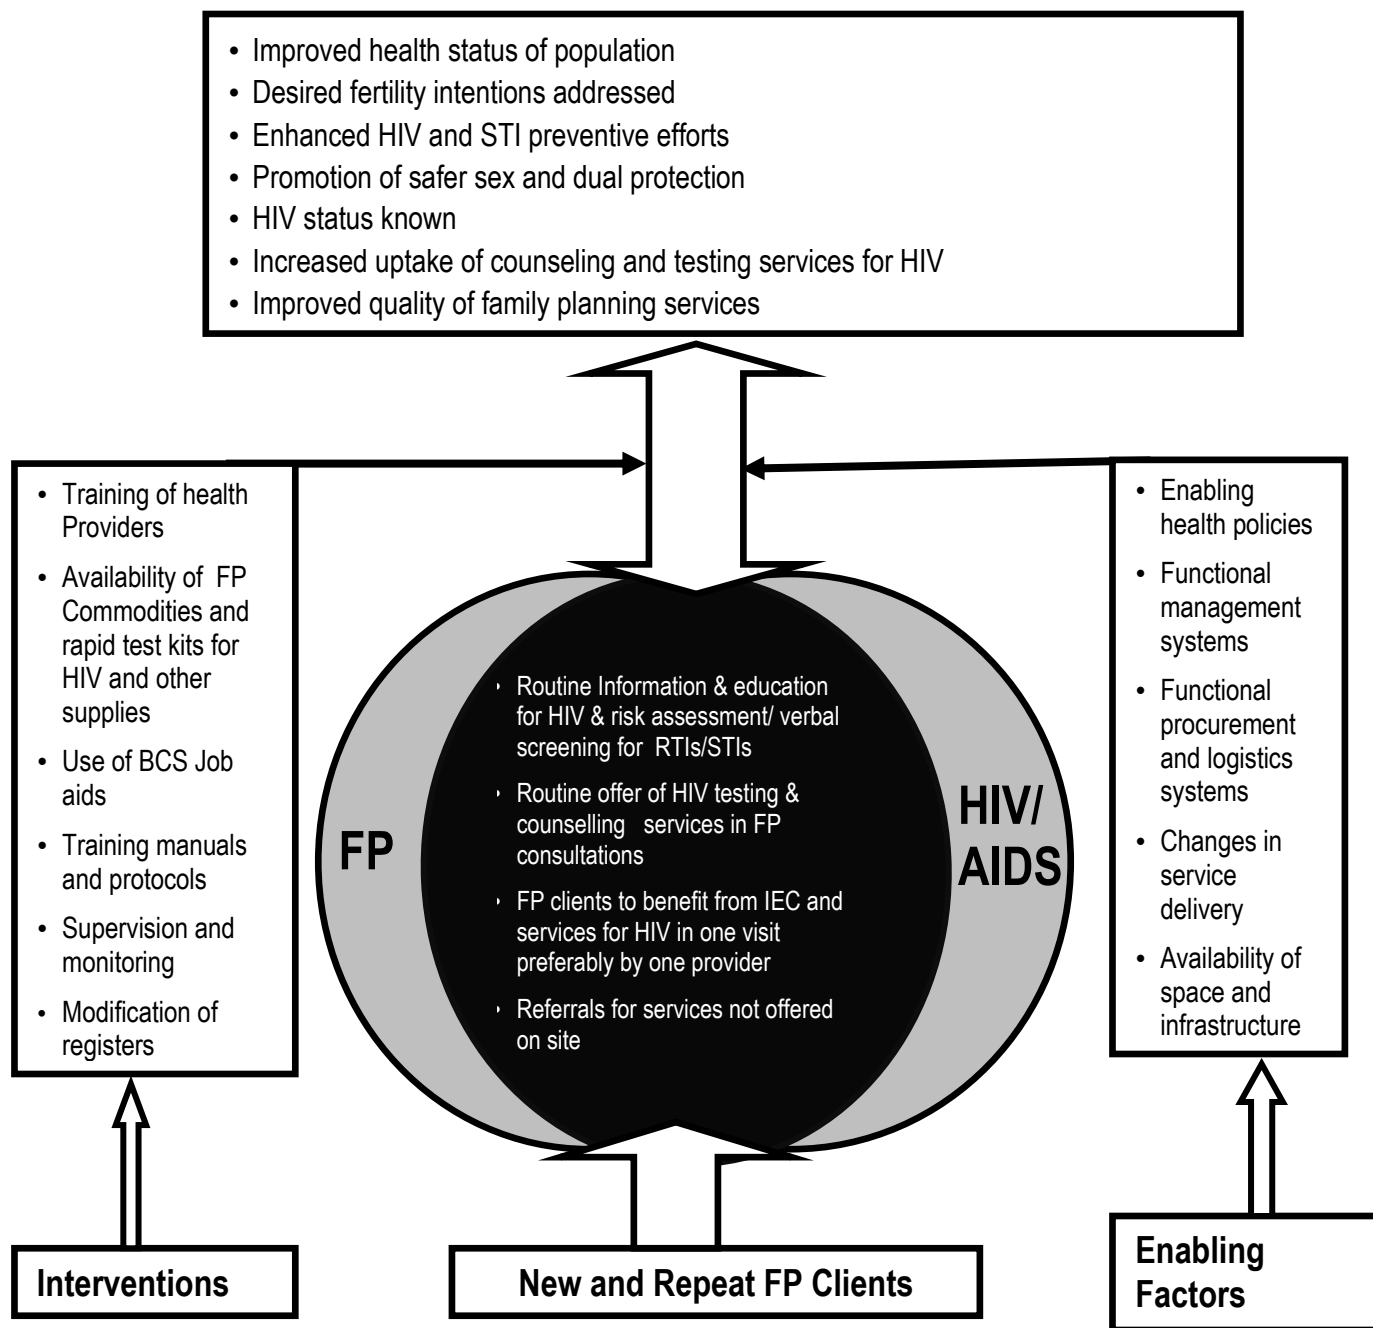 • Improved health status of population
• Desired fertility intentions addressed
• Enhanced HIV and STI preventive efforts
• Promotion of safer sex and dual protection
• HIV status known
• Increased uptake of counseling and testing services for HIV
• Improved quality of family planning services
• Training of health
Providers
• Availability of FP
Commodities and
rapid test kits for
HIV and other
supplies
• Use of BCS Job
aids
• Training manuals
and protocols
• Supervision and
monitoring
• Modification of
registers
FP
• Routine Information & education
for HIV & risk assessment/ verbal
screening for RTIs/STIs
• Routine offer of HIV testing &
counselling services in FP
consultations
• FP clients to benefit from IEC and
services for HIV in one visit
preferably by one provider
• Referrals for services not offered
on site
HIV/
AIDS
• Enabling
health policies
• Functional
management
systems
• Functional
procurement
and logistics
systems
• Changes in
service
delivery
• Availability of
space and
infrastructure
Interventions
New and Repeat FP Clients
Enabling
Factors